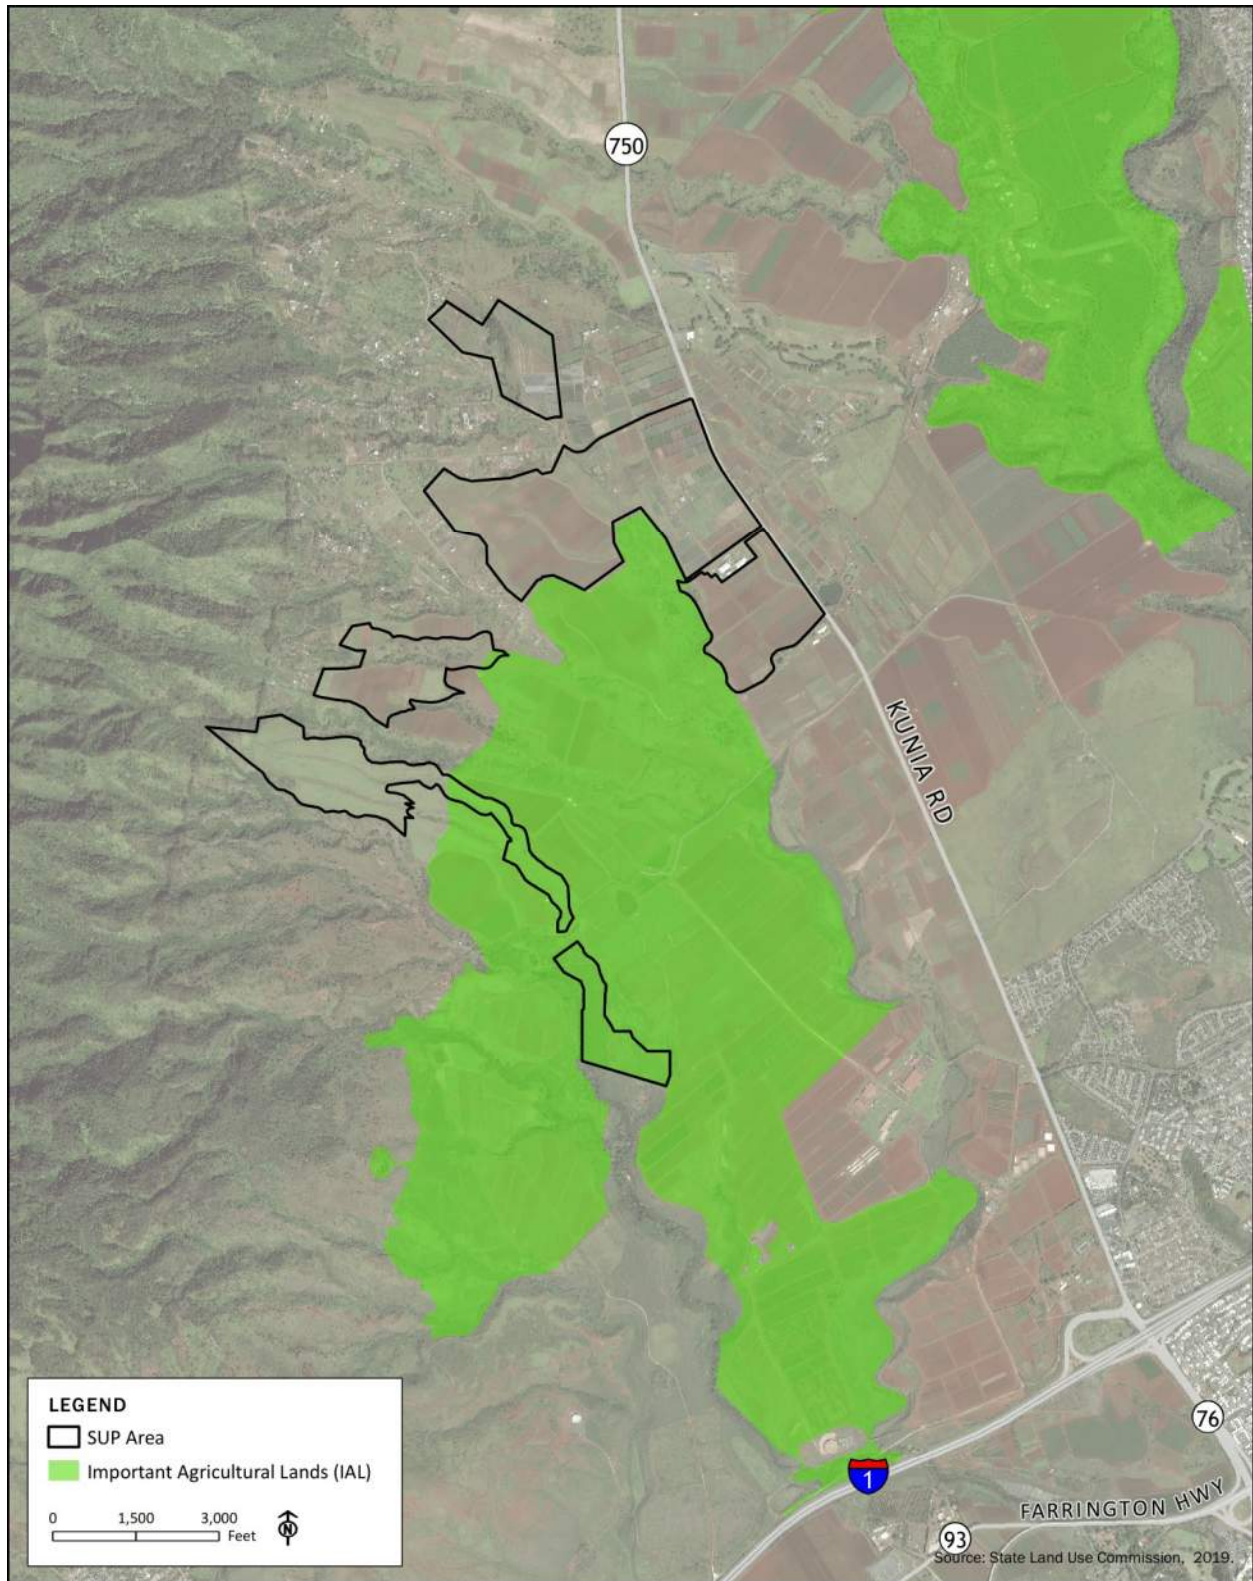 750
KUNIA RD
LEGEND
SUP Area
Important Agricultural Lands (IAL)
0 1,500 3,000
Feet
N
1
76
FARRINGTON HWY
93
Source: State Land Use Commission, 2019.